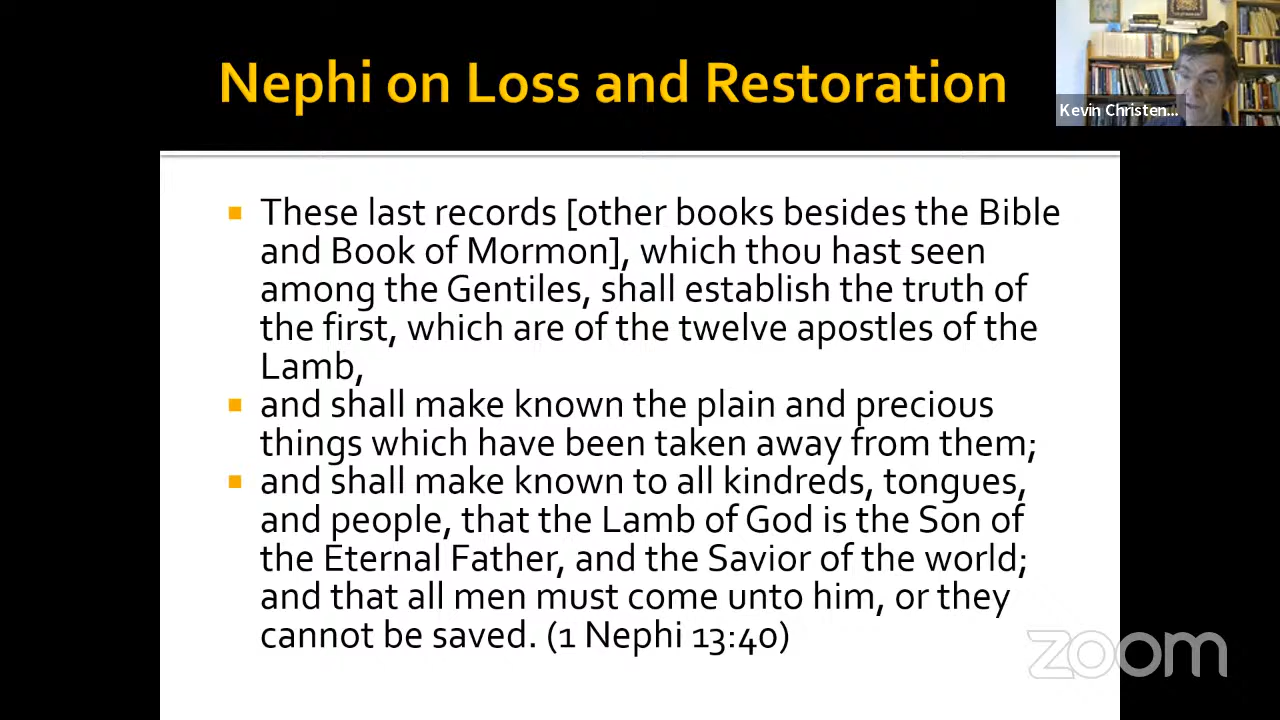 Nephi on Loss and Restoration
Kevin Christen...
▪ These last records [other books besides the Bible
and Book of Mormon], which thou hast seen
among the Gentiles, shall establish the truth of
the first, which are of the twelve apostles of the
Lamb,
▪ and shall make known the plain and precious
things which have been taken away from them;
▪ and shall make known to all kindreds, tongues,
and people, that the Lamb of God is the Son of
the Eternal Father, and the Savior of the world;
and that all men must come unto him, or they
cannot be saved. (1 Nephi 13:40)
zoom